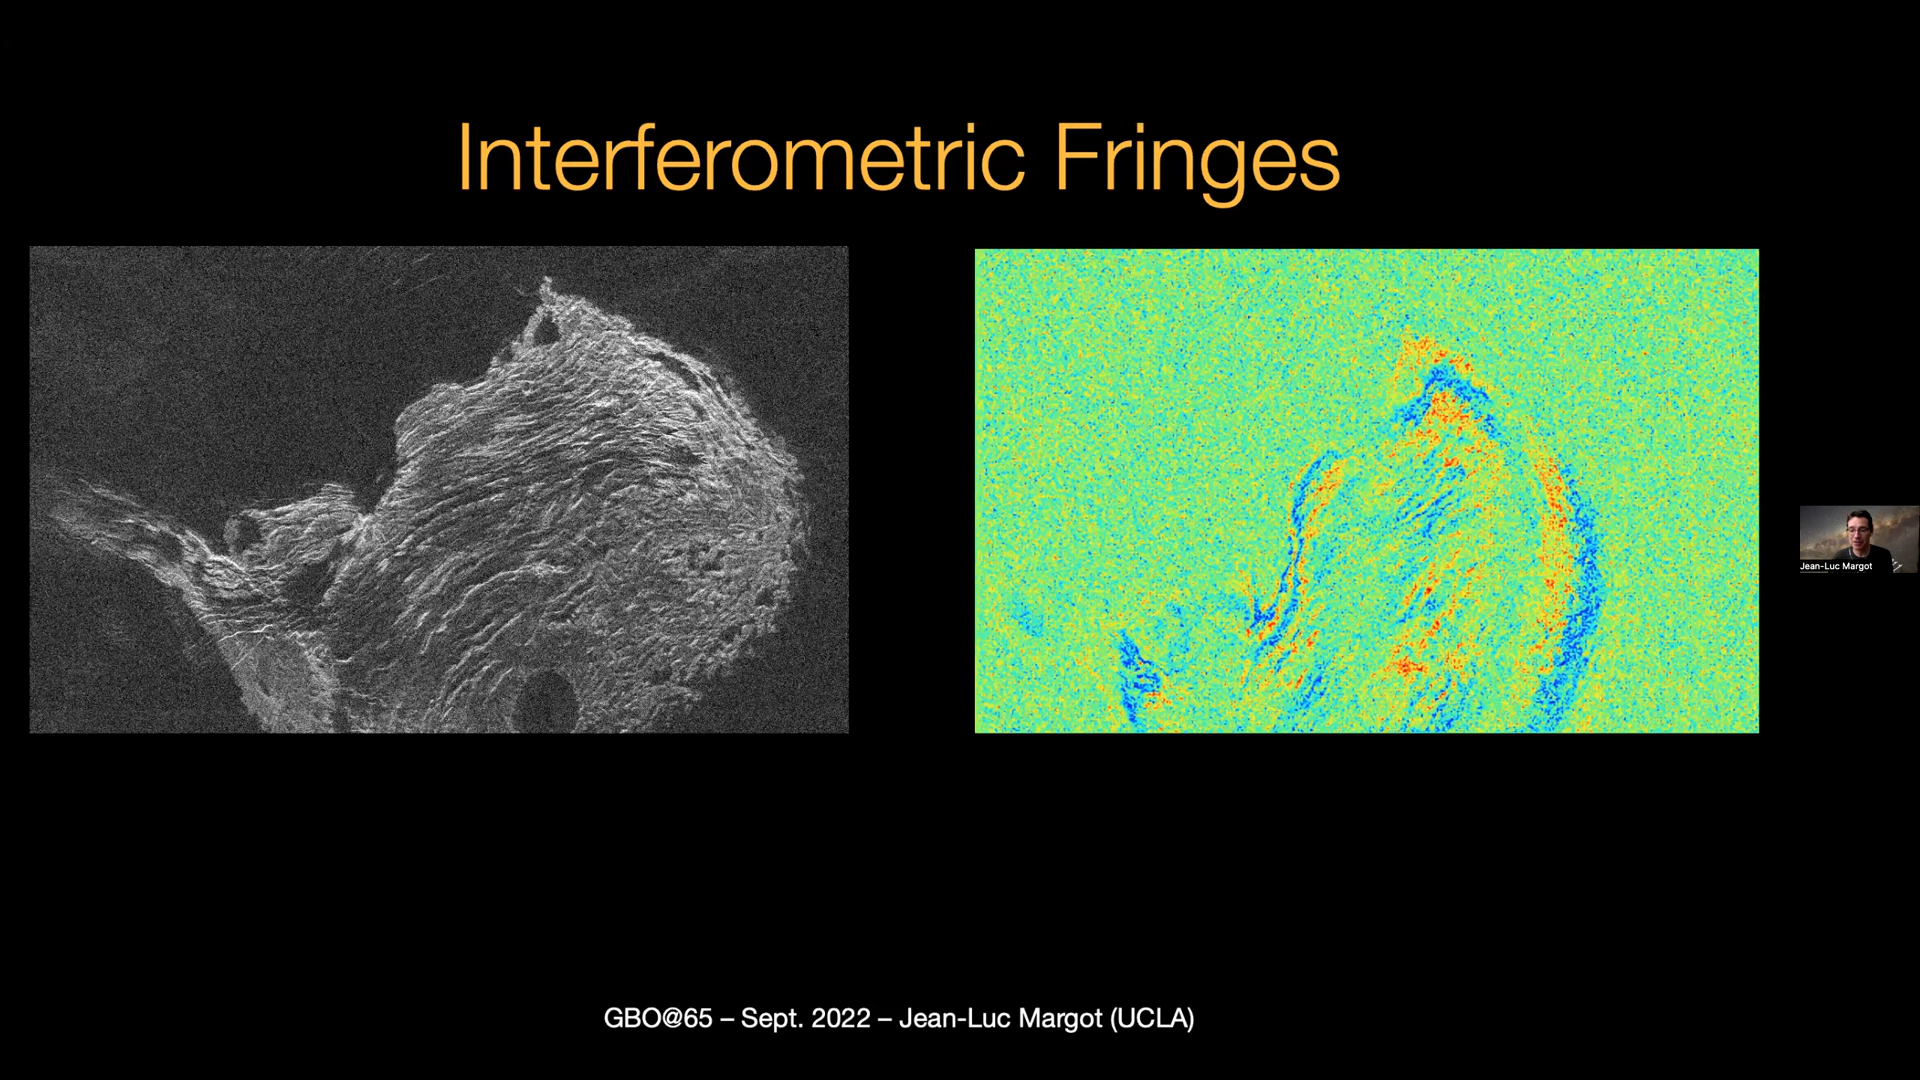 Interferometric Fringes
Jean-Luc Margot
GBO@65 – Sept. 2022 – Jean-Luc Margot (UCLA)